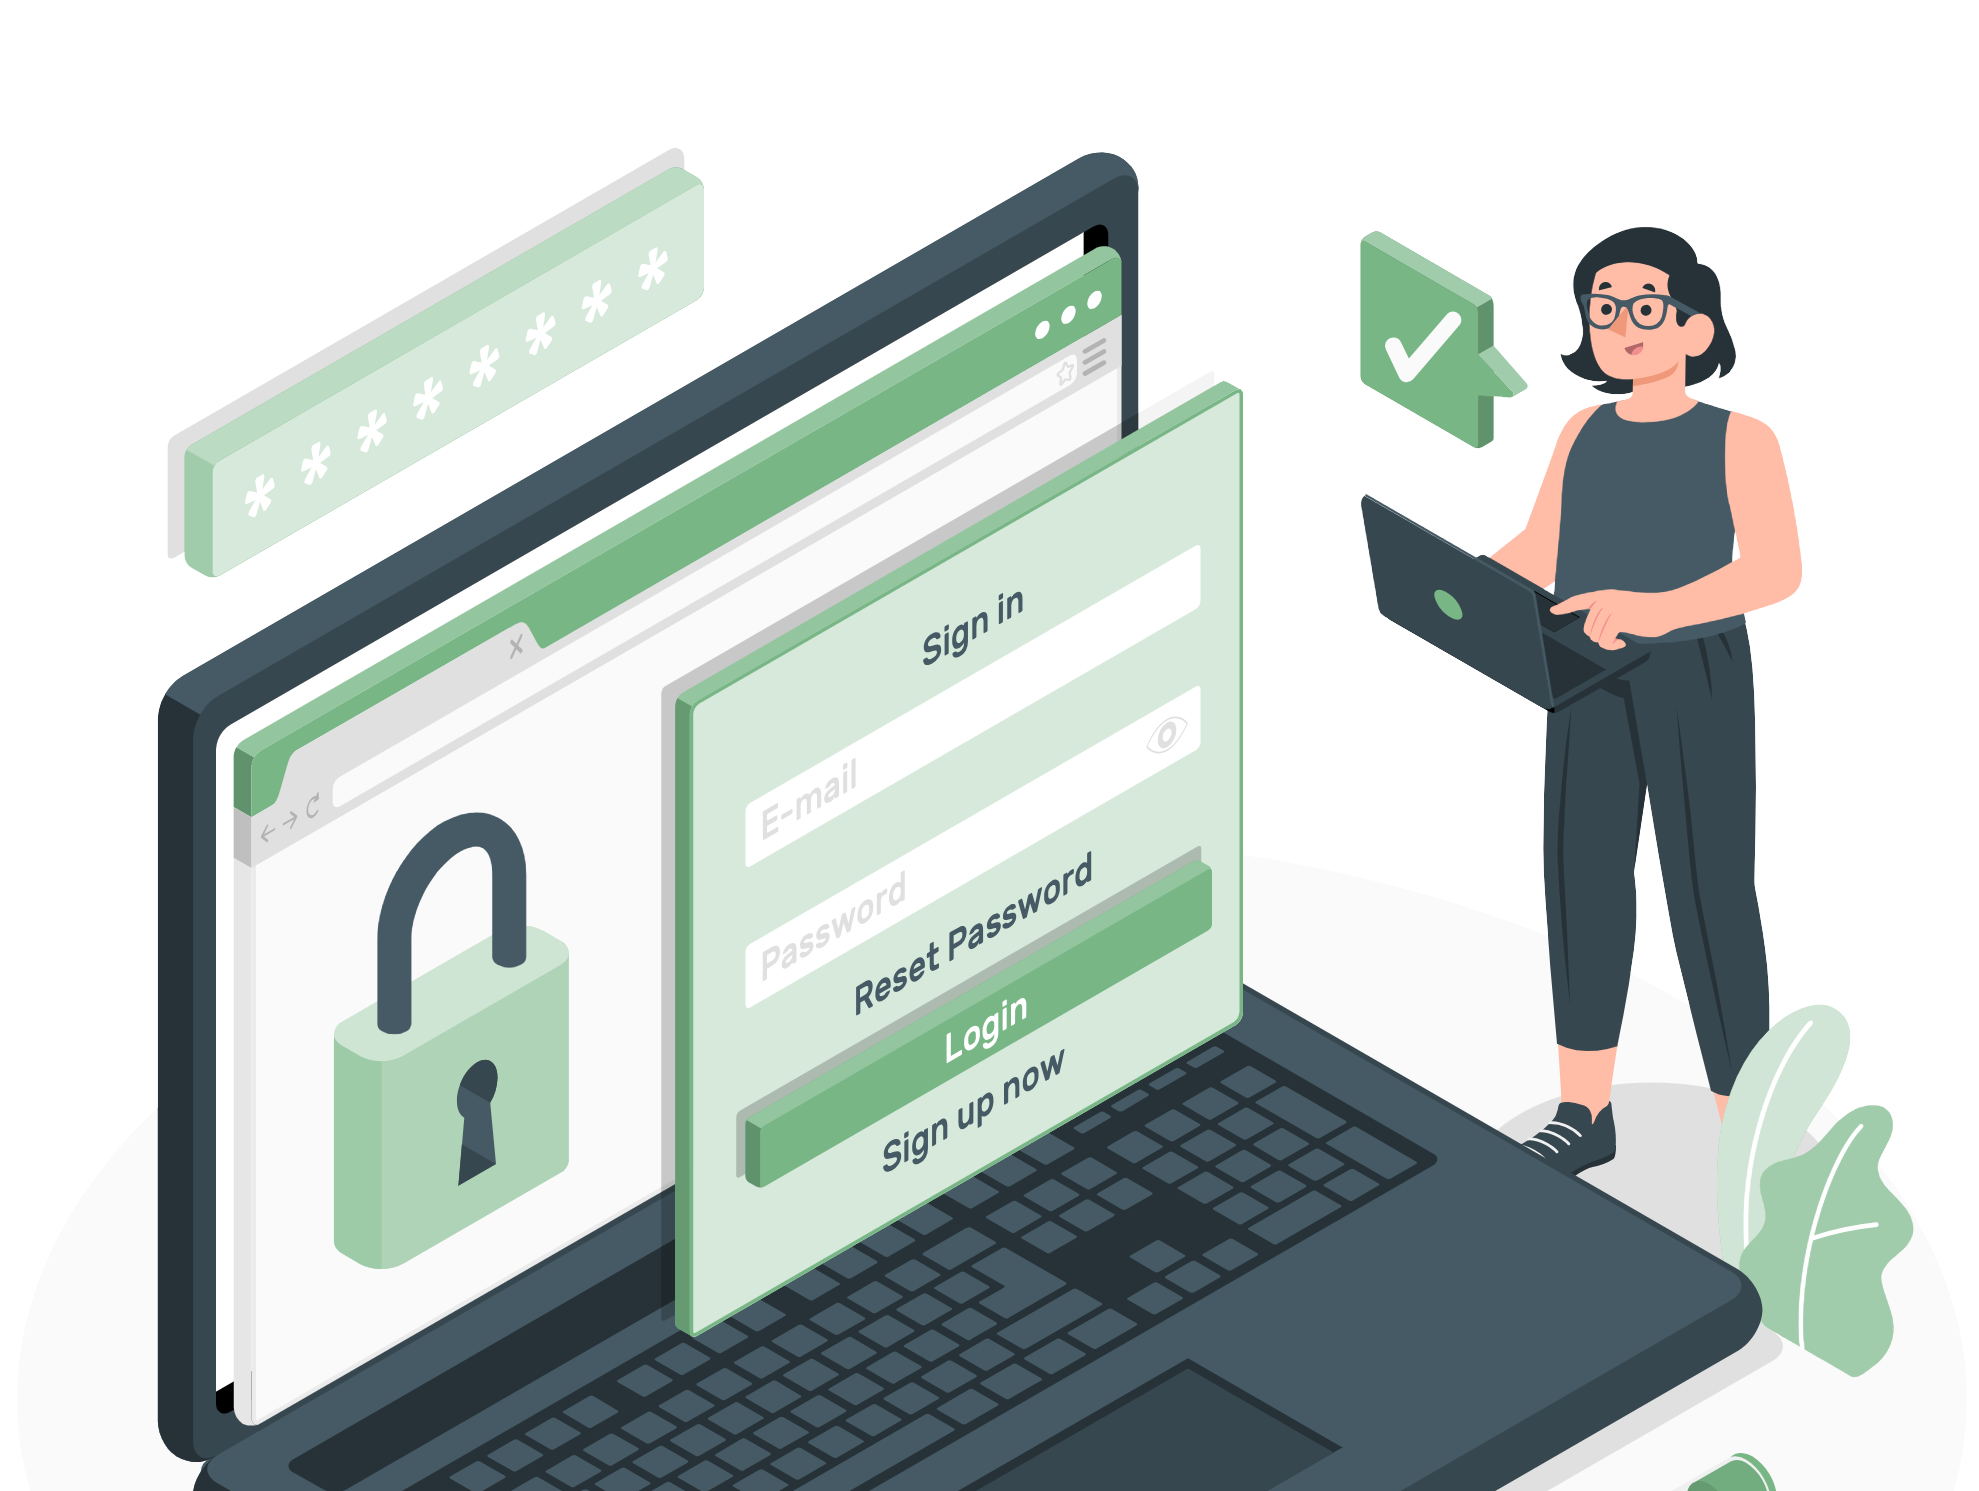 * * * * * * * *
Sign in
E-mail
Password
Reset Password
Login
Sign up now